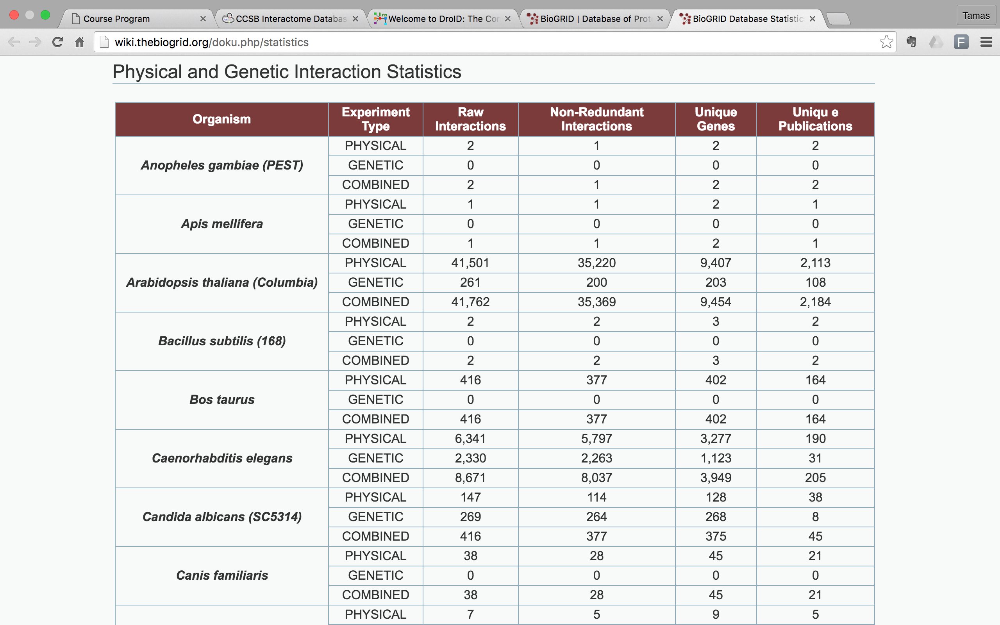 Course Program
CCSB Interactome Databas
Welcome to DroID: The Cor
BioGRID | Database of Prot
BioGRID Database Statistic
Tamas
wiki.thebiogrid.org/doku.php/statistics
F
Physical and Genetic Interaction Statistics
Organism Experiment Type Raw Interactions Non-Redundant Interactions Unique Genes Uniqu e Publications
Anopheles gambiae (PEST)
PHYSICAL 2 1 2 2
GENETIC 0 0 0 0
COMBINED 2 1 2 2
Apis mellifera
PHYSICAL 1 1 2 1
GENETIC 0 0 0 0
COMBINED 1 1 2 1
Arabidopsis thaliana (Columbia)
PHYSICAL 41,501 35,220 9,407 2,113
GENETIC 261 200 203 108
COMBINED 41,762 35,369 9,454 2,184
Bacillus subtilis (168)
PHYSICAL 2 2 3 2
GENETIC 0 0 0 0
COMBINED 2 2 3 2
Bos taurus
PHYSICAL 416 377 402 164
GENETIC 0 0 0 0
COMBINED 416 377 402 164
Caenorhabditis elegans
PHYSICAL 6,341 5,797 3,277 190
GENETIC 2,330 2,263 1,123 31
COMBINED 8,671 8,037 3,949 205
Candida albicans (SC5314)
PHYSICAL 147 114 128 38
GENETIC 269 264 268 8
COMBINED 416 377 375 45
Canis familiaris
PHYSICAL 38 28 45 21
GENETIC 0 0 0 0
COMBINED 38 28 45 21
PHYSICAL 7 5 9 5